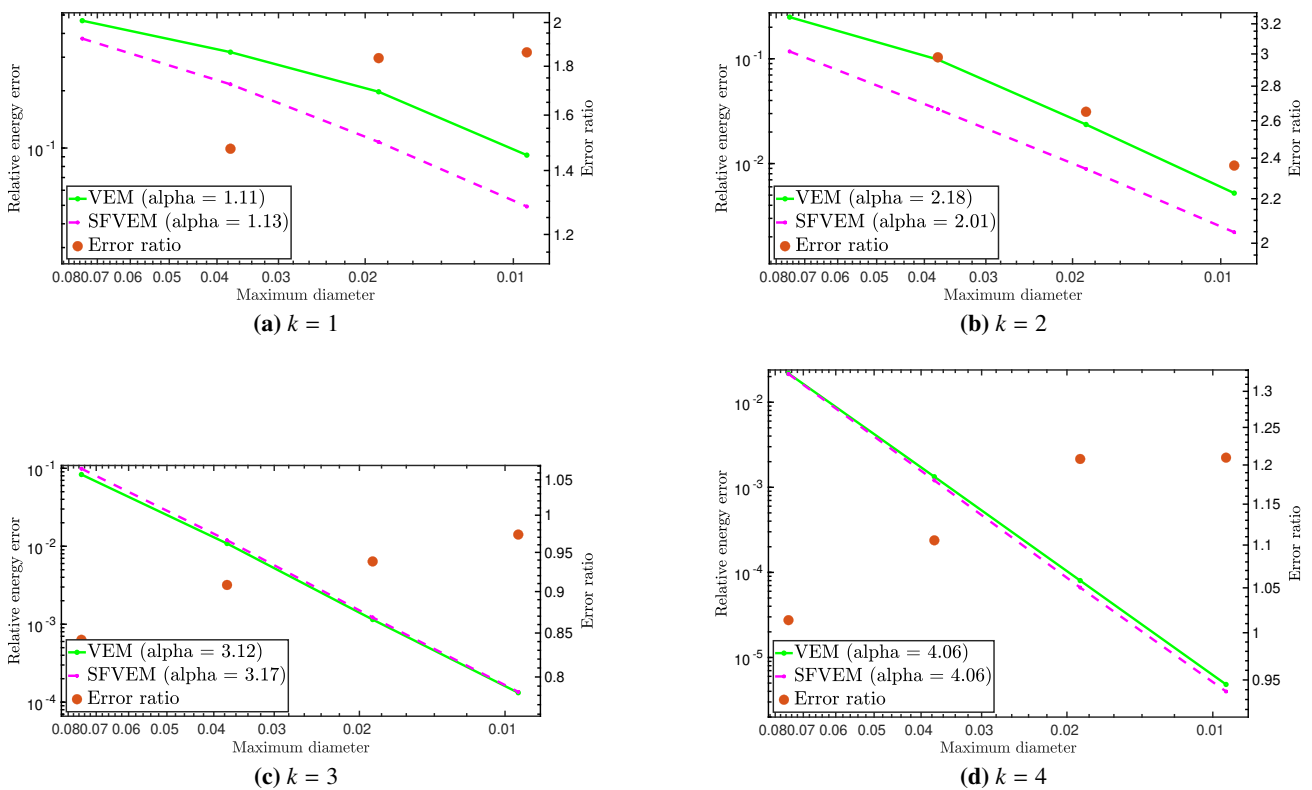 2
1.8
1.6
1.4
1.2
10⁻¹
Relative energy error
Error ratio
VEM (alpha = 1.11)
SFVEM (alpha = 1.13)
Error ratio
0.08 0.07 0.06 0.05 0.04 0.03 0.02 0.01
Maximum diameter
(a) k = 1
10⁻¹
10⁻²
3.2
3
2.8
2.6
2.4
2.2
2
Relative energy error
Error ratio
VEM (alpha = 2.18)
SFVEM (alpha = 2.01)
Error ratio
0.08 0.07 0.06 0.05 0.04 0.03 0.02 0.01
Maximum diameter
(b) k = 2
10⁻¹
10⁻²
10⁻³
10⁻⁴
1.05
1
0.95
0.9
0.85
0.8
Relative energy error
Error ratio
VEM (alpha = 3.12)
SFVEM (alpha = 3.17)
Error ratio
0.08 0.07 0.06 0.05 0.04 0.03 0.02 0.01
Maximum diameter
(c) k = 3
10⁻²
10⁻³
10⁻⁴
10⁻⁵
1.3
1.25
1.2
1.15
1.1
1.05
1
0.95
Relative energy error
Error ratio
VEM (alpha = 4.06)
SFVEM (alpha = 4.06)
Error ratio
0.08 0.07 0.06 0.05 0.04 0.03 0.02 0.01
Maximum diameter
(d) k = 4